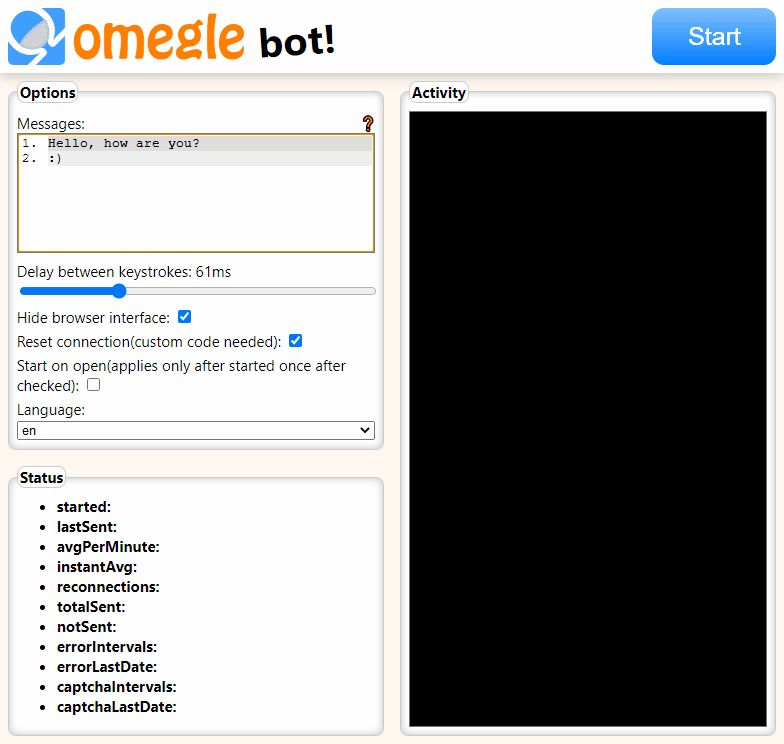 omegle bot!
Start
Options
Messages:
?
1. Hello, how are you?
2. :)
Delay between keystrokes: 61ms
Hide browser interface:
Reset connection(custom code needed):
Start on open(applies only after started once after
checked):
Language:
en
Status
started:
lastSent:
avgPerMinute:
instantAvg:
reconnections:
totalSent:
notSent:
errorIntervals:
errorLastDate:
captchaIntervals:
captchaLastDate:
Activity